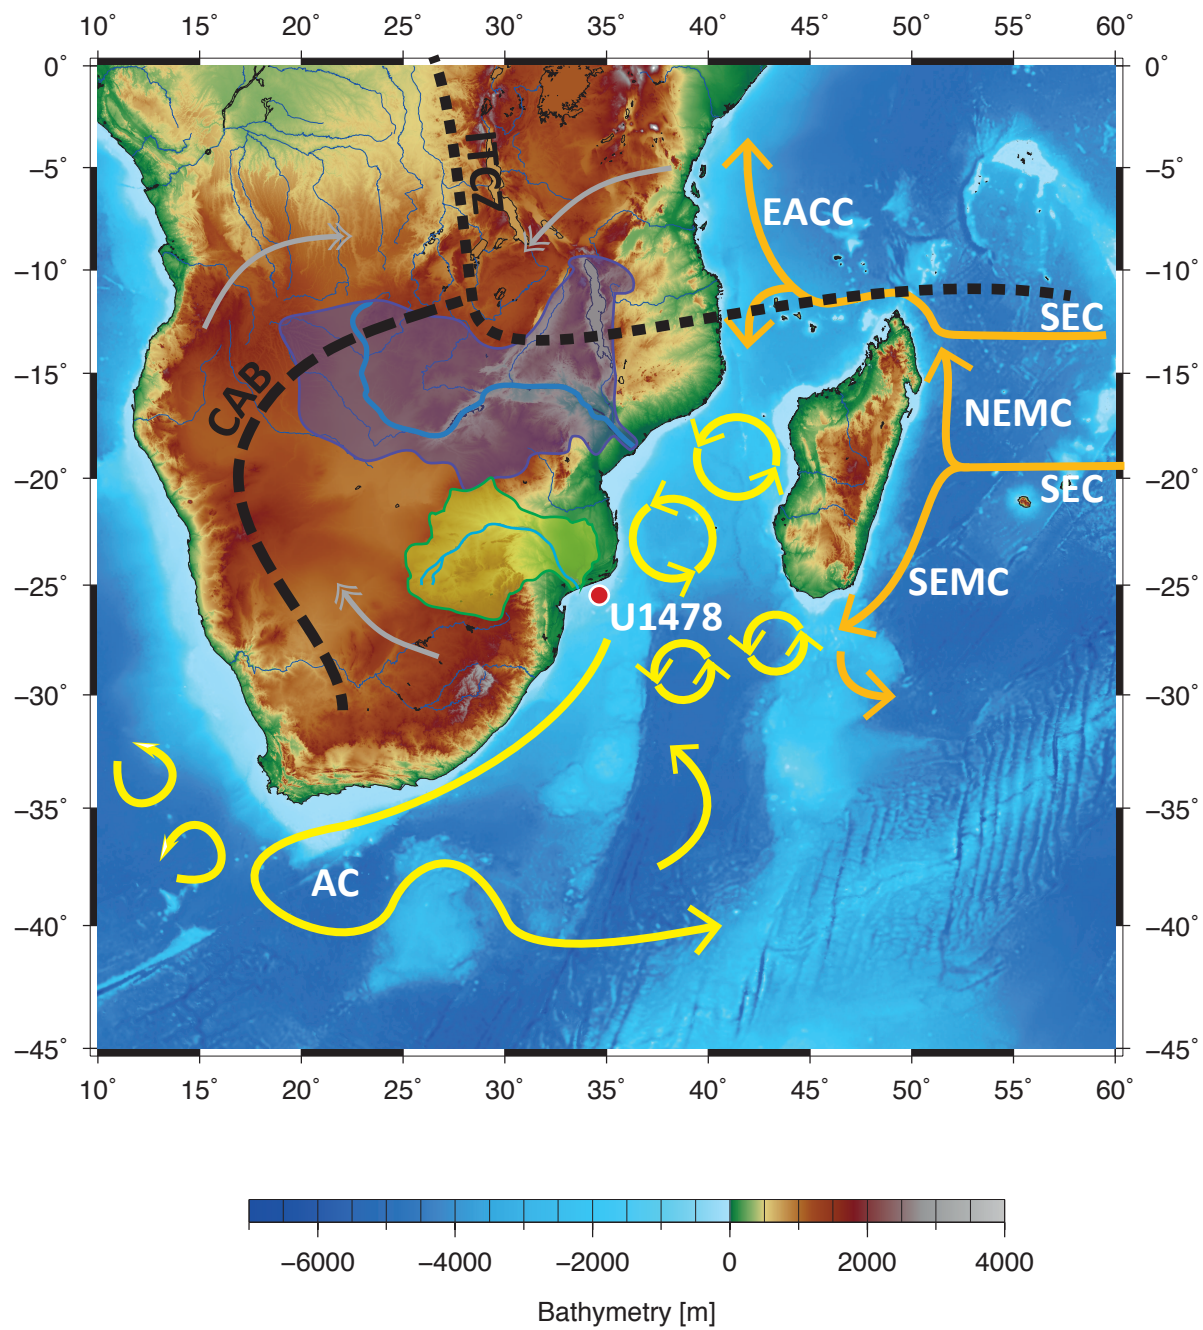 10° 15° 20° 25° 30° 35° 40° 45° 50° 55° 60°
0° 0°
ITCZ
−5° −5°
EACC
−10° −10°
SEC
−15° −15°
CAB
NEMC
−20° −20°
SEC
SEMC
−25° −25°
U1478
−30° −30°
−35° −35°
AC
−40° −40°
−45° −45°
10° 15° 20° 25° 30° 35° 40° 45° 50° 55° 60°
−6000 −4000 −2000 0 2000 4000
Bathymetry [m]